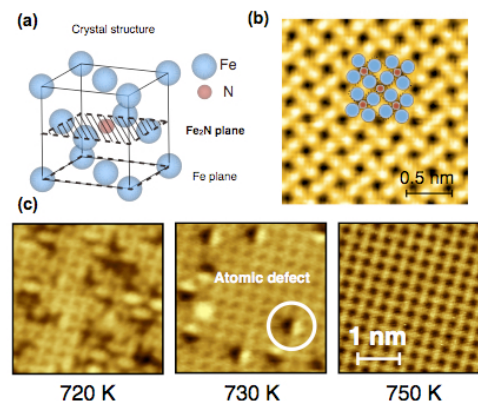 (a)
Crystal structure
Fe
N
Fe₂N plane
Fe plane
(b)
0.5 nm
(c)
Atomic defect
1 nm
720 K
730 K
750 K